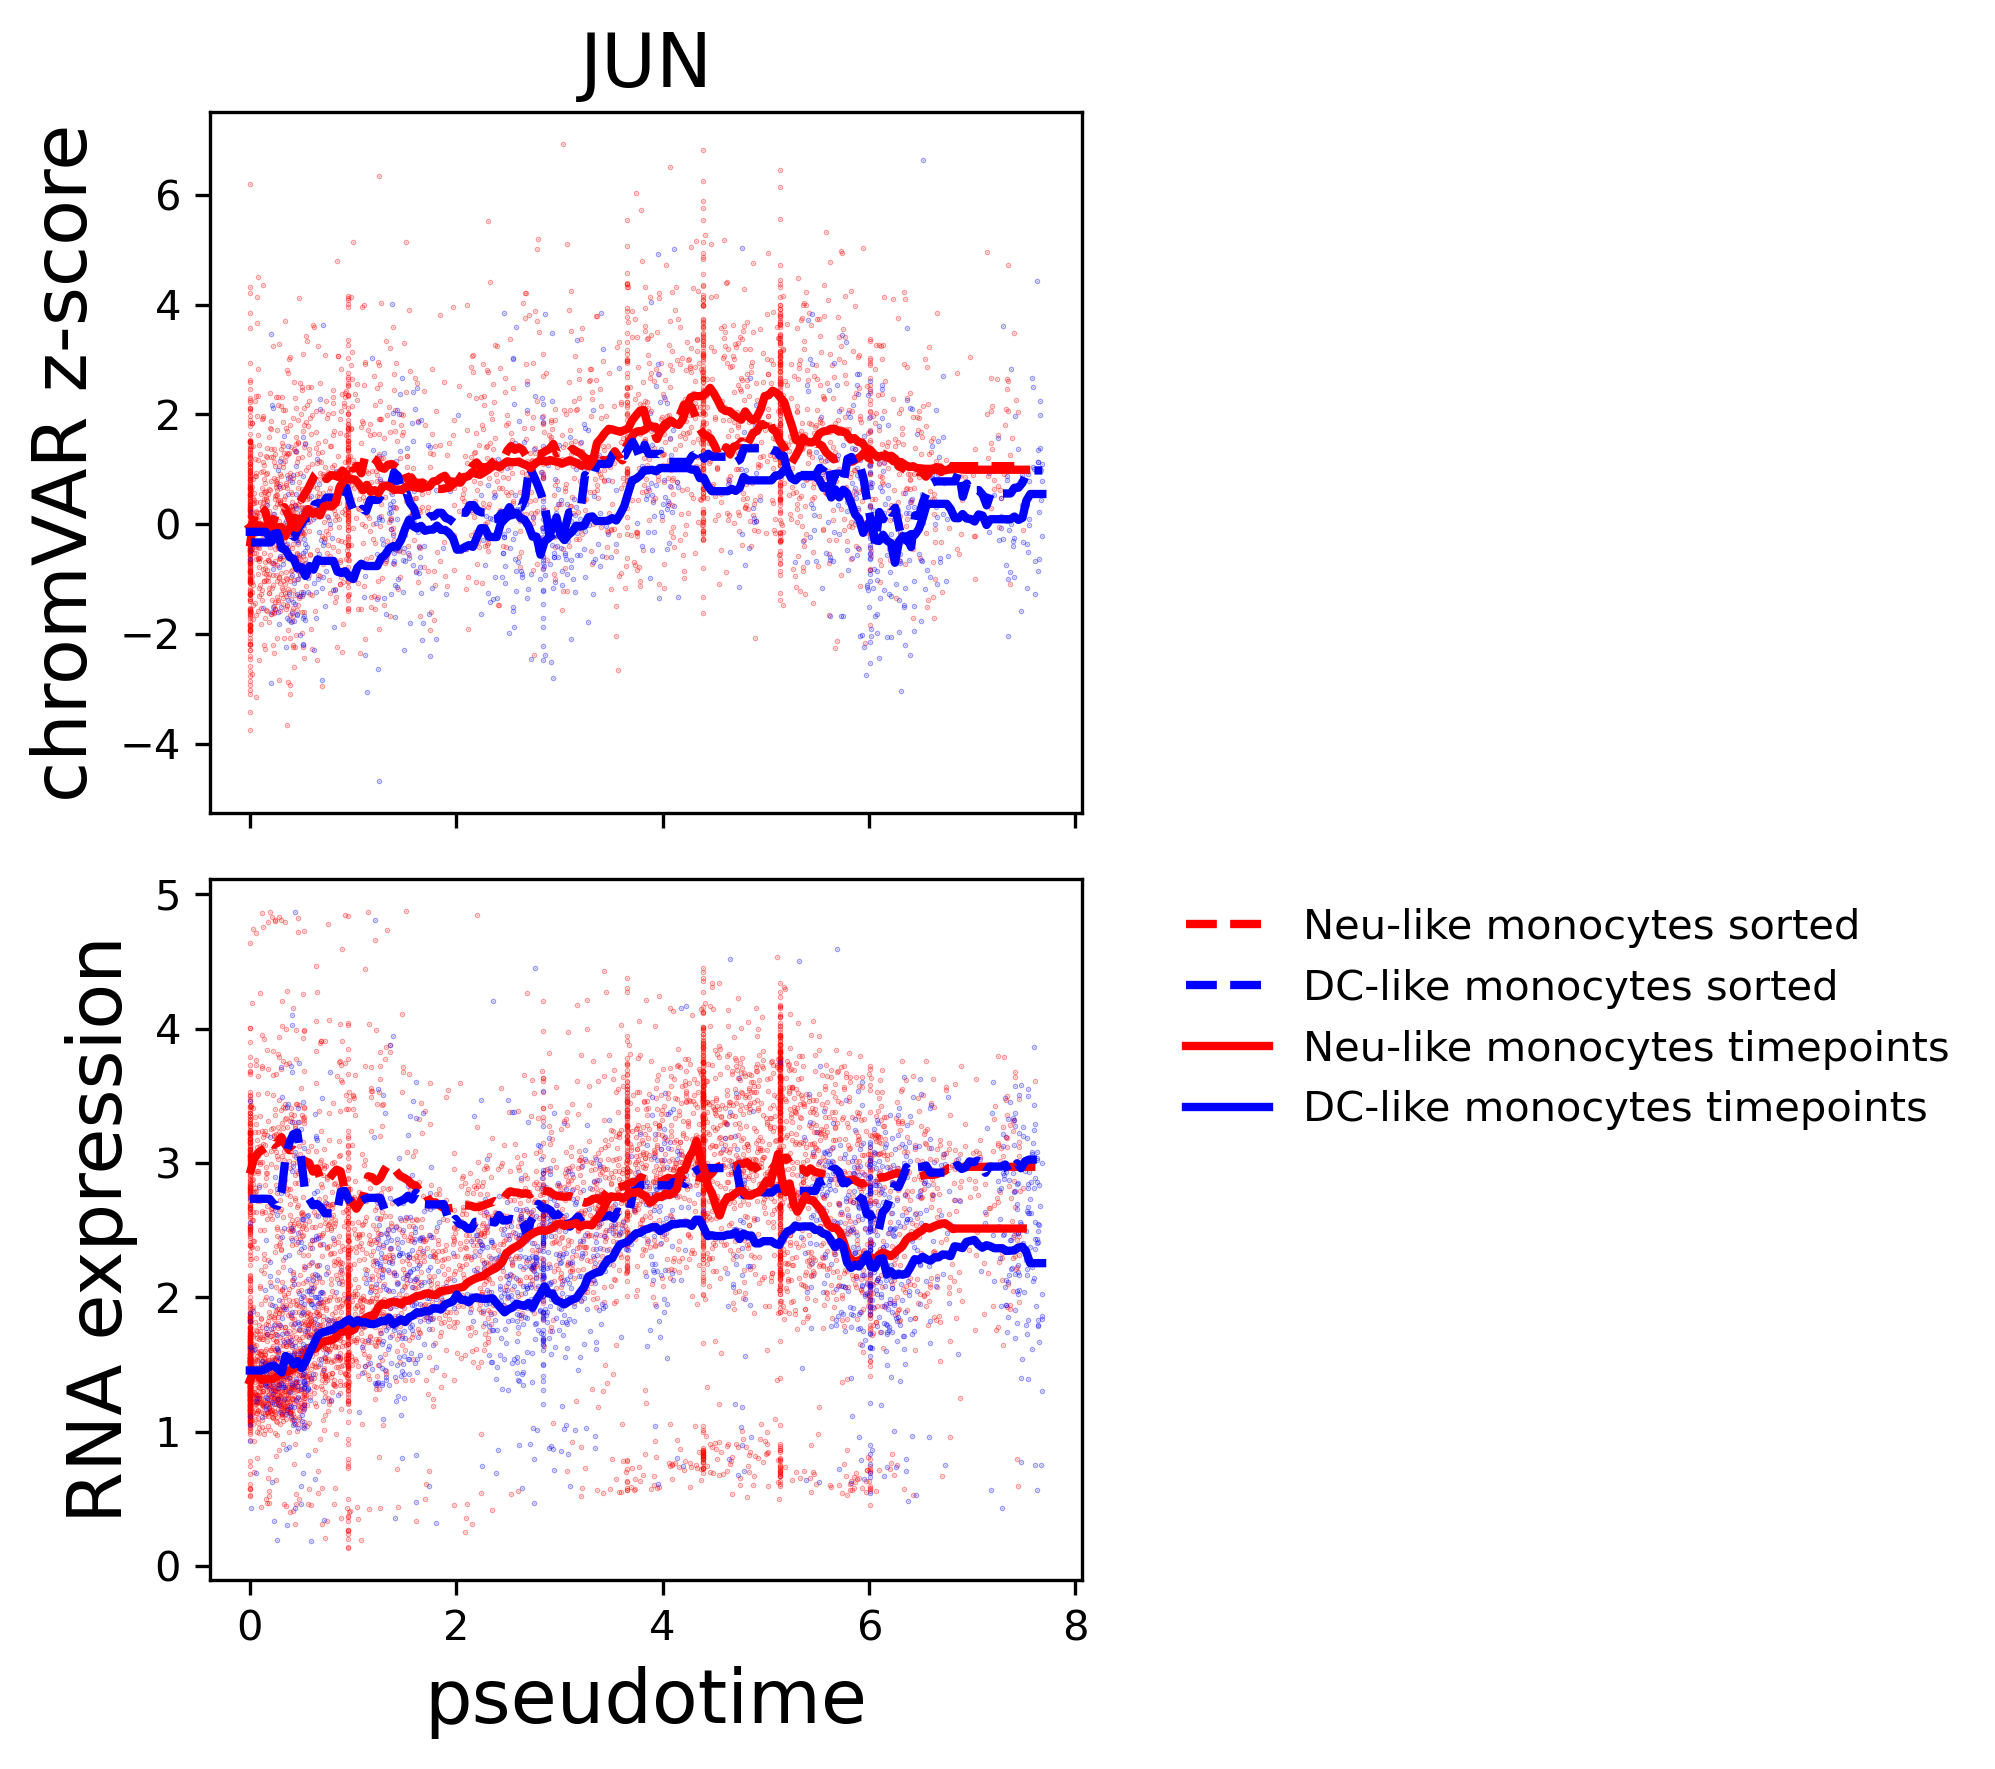 JUN
chromVAR z-score
6
4
2
0
−2
−4
RNA expression
5
4
3
2
1
0
0 2 4 6 8
pseudotime
Neu-like monocytes sorted
DC-like monocytes sorted
Neu-like monocytes timepoints
DC-like monocytes timepoints